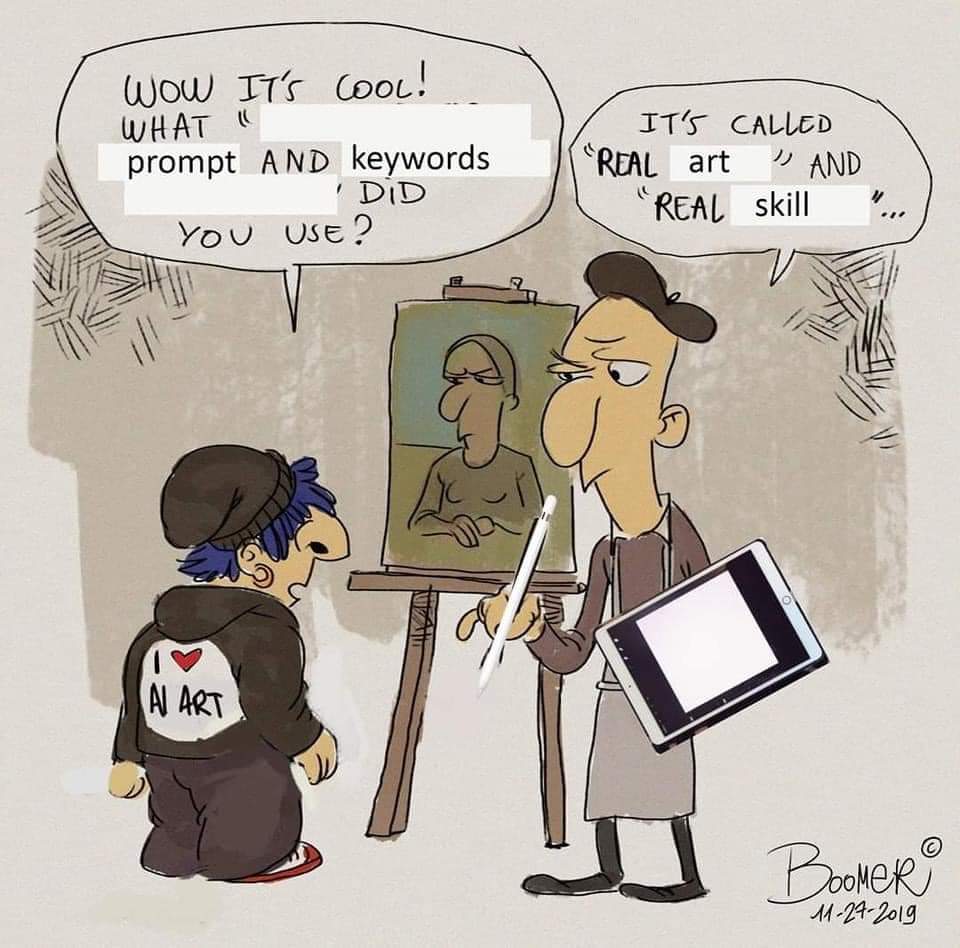 WOW IT'S COOL!
WHAT "
prompt AND keywords
' DID
YOU USE?
IT'S CALLED
"REAL art " AND
"REAL skill "...
I ♥
AI ART
BOOMER ©
11-27-2019